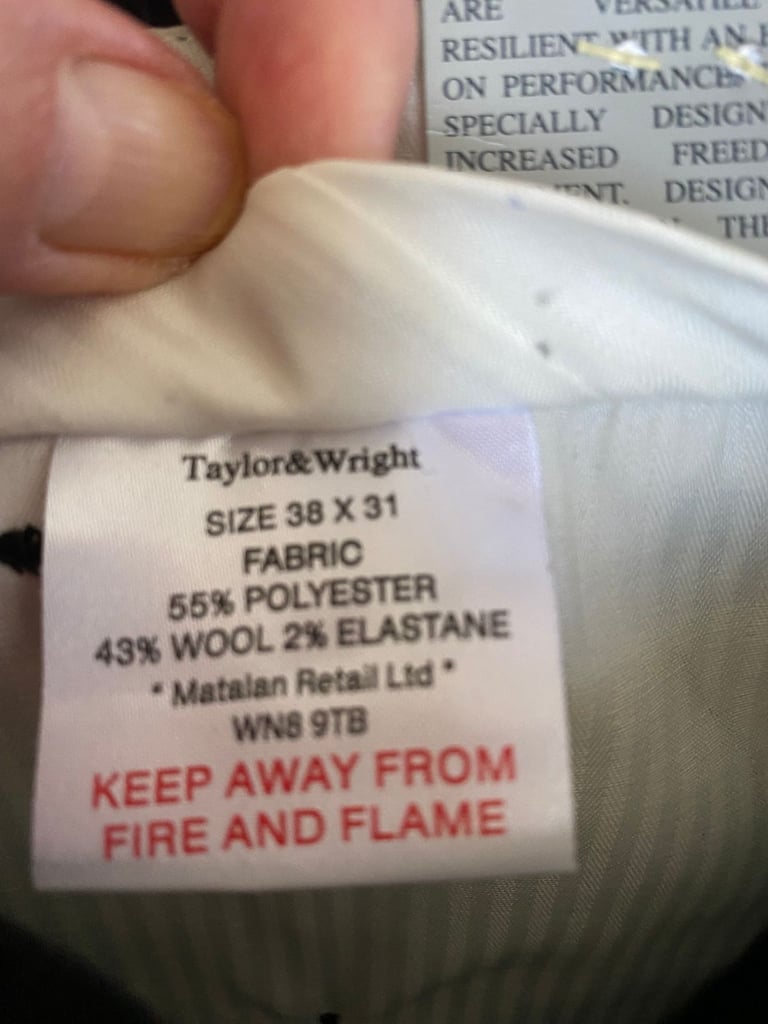 ARE
RESILIENT WITH AN
ON PERFORMANCE
SPECIALLY DESIGN
INCREASED FREED
DESIGN
THE
Taylor&Wright
SIZE 38 X 31
FABRIC
55% POLYESTER
43% WOOL 2% ELASTANE
* Matalan Retail Ltd *
WN8 9TB
KEEP AWAY FROM
FIRE AND FLAME